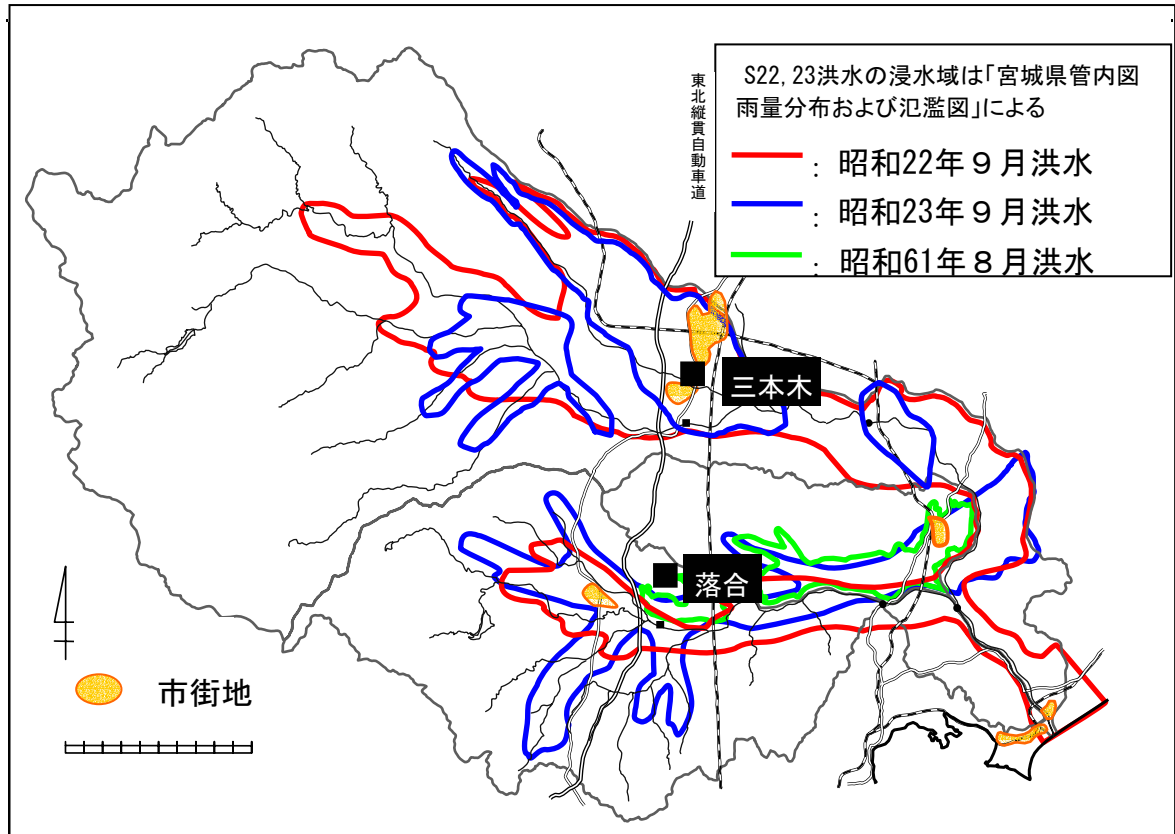 S22,23洪水の浸水域は「宮城県管内図
雨量分布および氾濫図」による
: 昭和22年9月洪水
: 昭和23年9月洪水
: 昭和61年8月洪水
東北縦貫自動車道
三本木
落合
市街地